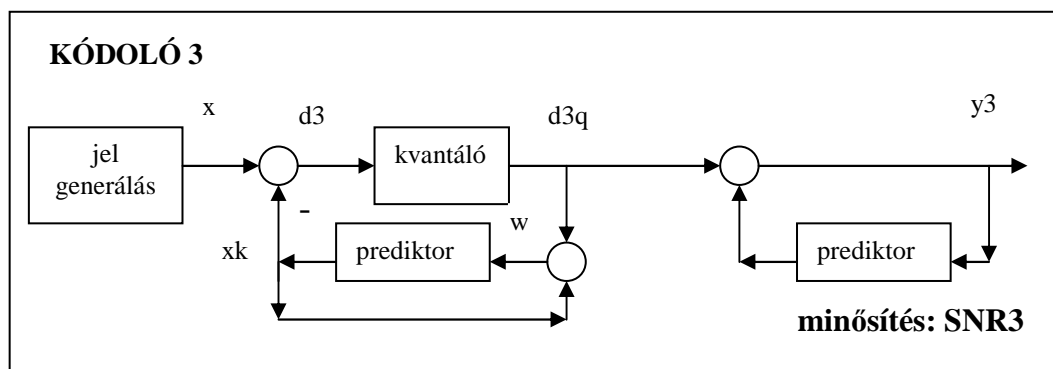 KÓDOLÓ 3
x
d3
d3q
y3
jel
generálás
kvantáló
-
w
xk
prediktor
prediktor
minősítés: SNR3